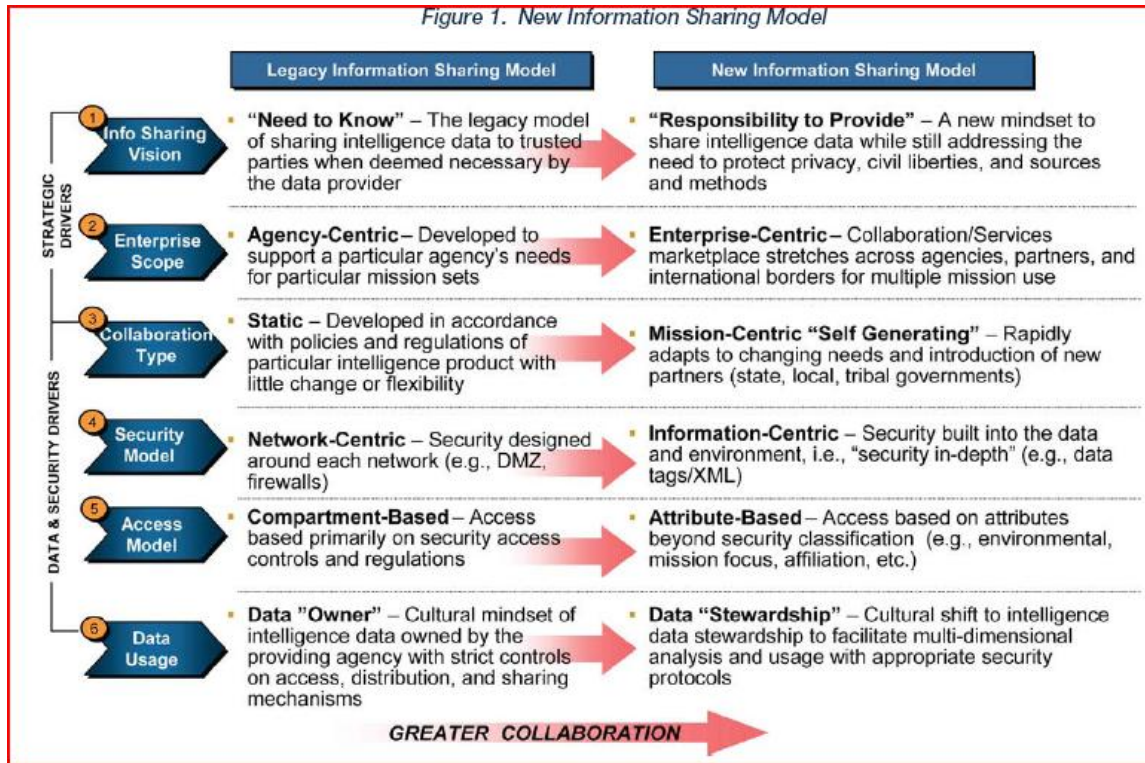 Figure 1. New Information Sharing Model
Legacy Information Sharing Model
New Information Sharing Model
STRATEGIC
DRIVERS
DATA & SECURITY DRIVERS
1
Info Sharing
Vision
▪ "Need to Know" – The legacy model
of sharing intelligence data to trusted
parties when deemed necessary by
the data provider
▪ "Responsibility to Provide" – A new mindset to
share intelligence data while still addressing the
need to protect privacy, civil liberties, and sources
and methods
2
Enterprise
Scope
▪ Agency-Centric – Developed to
support a particular agency's needs
for particular mission sets
▪ Enterprise-Centric – Collaboration/Services
marketplace stretches across agencies, partners, and
international borders for multiple mission use
3
Collaboration
Type
▪ Static – Developed in accordance
with policies and regulations of
particular intelligence product with
little change or flexibility
▪ Mission-Centric "Self Generating" – Rapidly
adapts to changing needs and introduction of new
partners (state, local, tribal governments)
4
Security
Model
▪ Network-Centric – Security designed
around each network (e.g., DMZ,
firewalls)
▪ Information-Centric – Security built into the data
and environment, i.e., "security in-depth" (e.g., data
tags/XML)
5
Access
Model
▪ Compartment-Based – Access
based primarily on security access
controls and regulations
▪ Attribute-Based – Access based on attributes
beyond security classification (e.g., environmental,
mission focus, affiliation, etc.)
6
Data
Usage
▪ Data "Owner" – Cultural mindset of
intelligence data owned by the
providing agency with strict controls
on access, distribution, and sharing
mechanisms
▪ Data "Stewardship" – Cultural shift to intelligence
data stewardship to facilitate multi-dimensional
analysis and usage with appropriate security
protocols
GREATER COLLABORATION